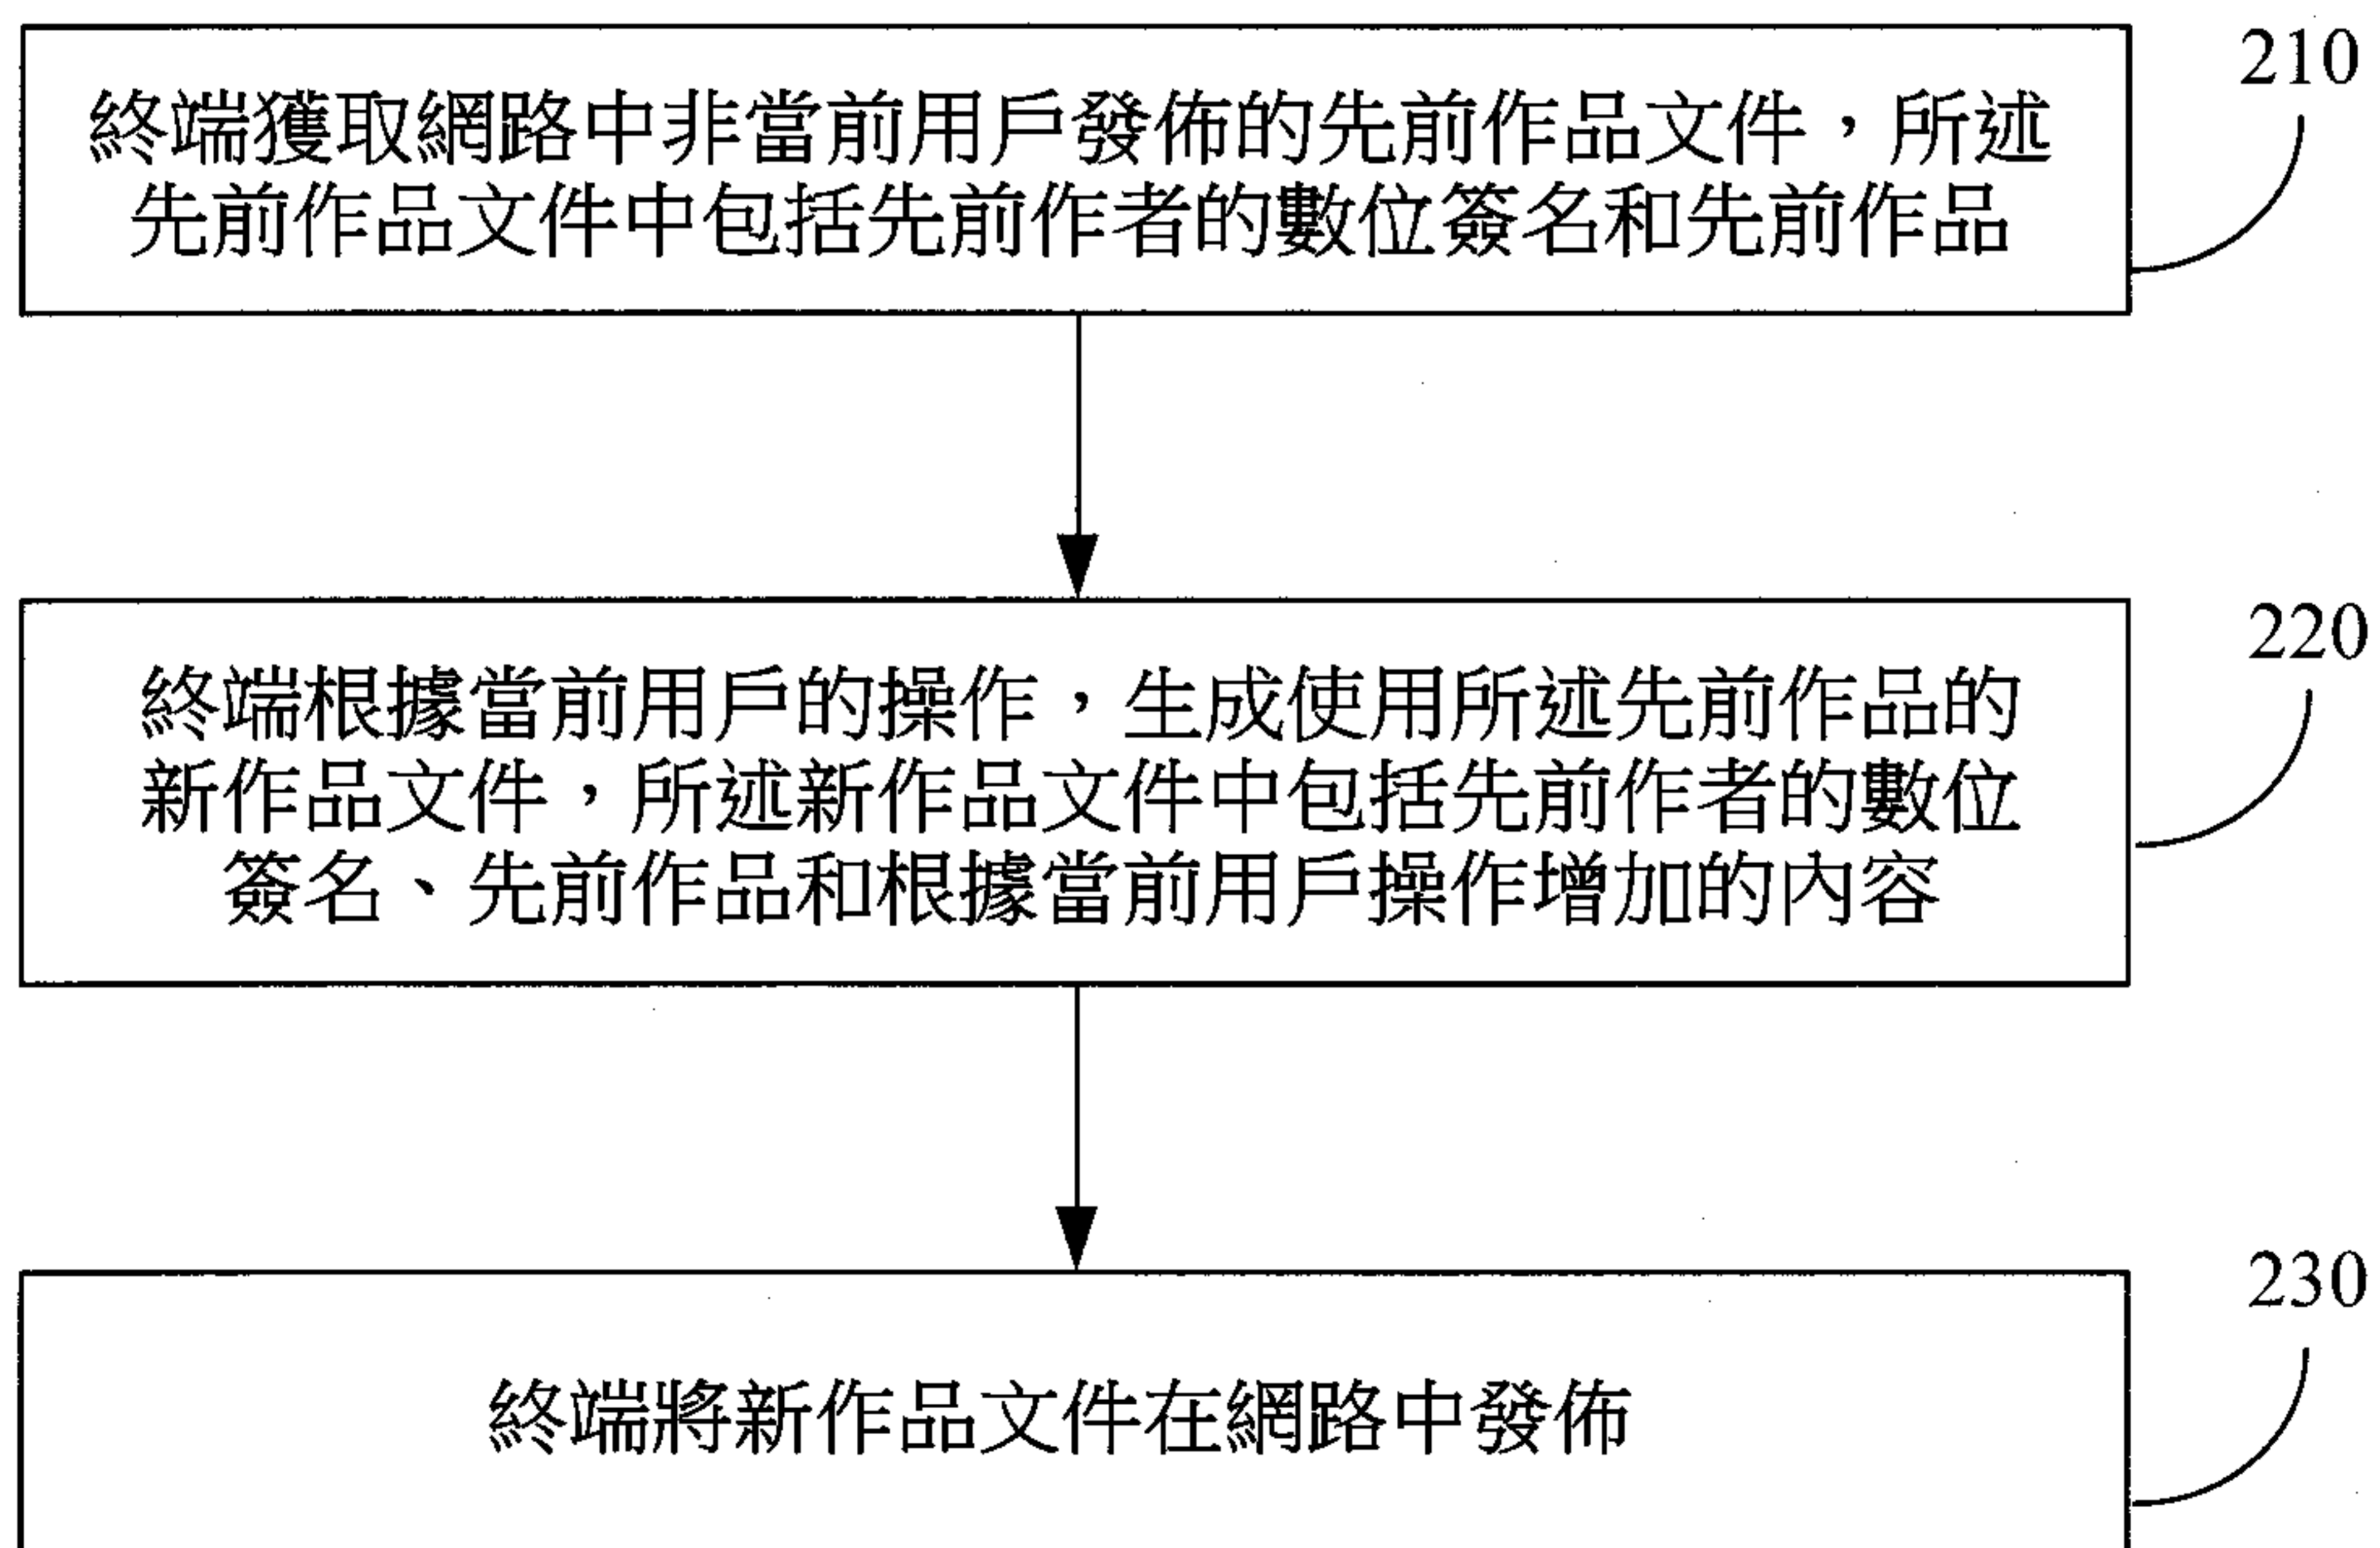 210
終端獲取網路中非當前用戶發佈的先前作品文件，所述
先前作品文件中包括先前作者的數位簽名和先前作品
220
終端根據當前用戶的操作，生成使用所述先前作品的
新作品文件，所述新作品文件中包括先前作者的數位
簽名、先前作品和根據當前用戶操作增加的內容
230
終端將新作品文件在網路中發佈